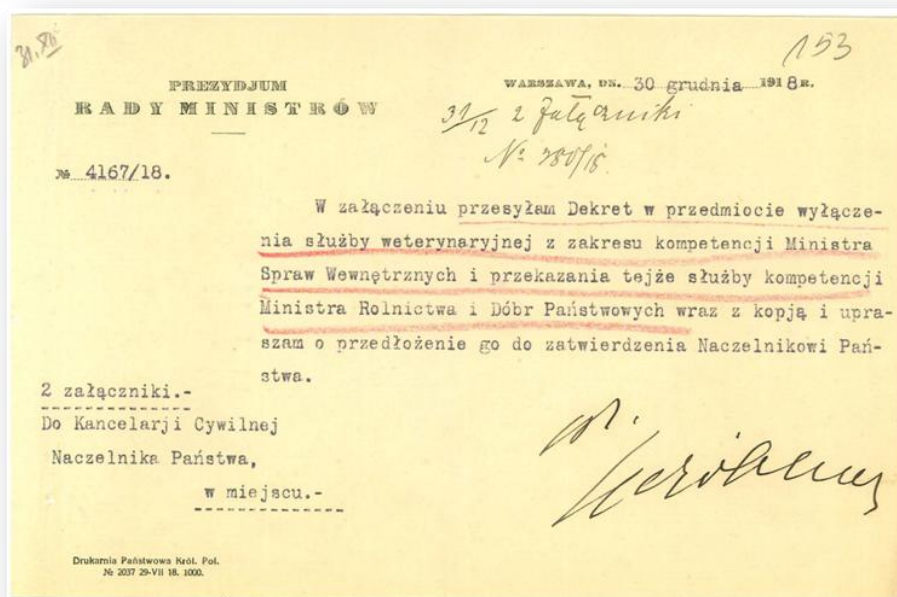 31.XII
153
PREZYDJUM
RADY MINISTRÓW
WARSZAWA, DN. 30 grudnia 1918 R.
31/12 2 Załączniki
№ 4167/18.
W załączeniu przesyłam Dekret w przedmiocie wyłącze-
nia służby weterynaryjnej z zakresu kompetencji Ministra
Spraw Wewnętrznych i przekazania tejże służby kompetencji
Ministra Rolnictwa i Dóbr Państwowych wraz z kopją i upra-
szam o przedłożenie go do zatwierdzenia Naczelnikowi Pań-
stwa.
2 załączniki.-
Do Kancelarji Cywilnej
Naczelnika Państwa,
w miejscu.-
Drukarnia Państwowa Król. Pol.
№ 2037 29-VII 18. 1000.